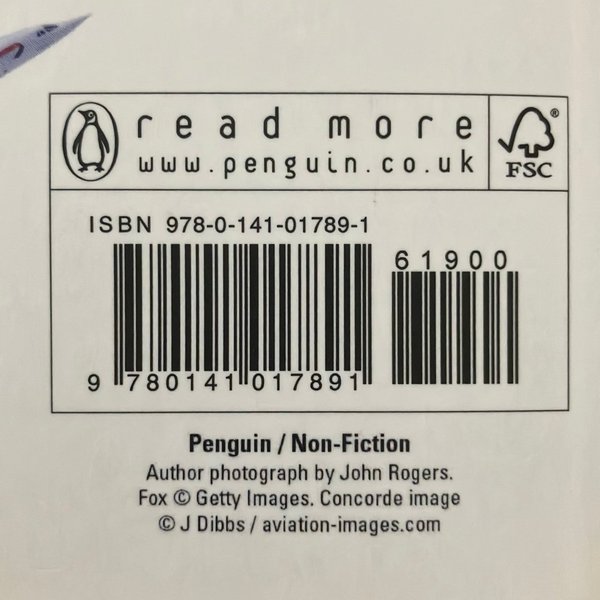 read more
www.penguin.co.uk
FSC®
ISBN 978-0-141-01789-1
61900
9 780141 017891
Penguin / Non-Fiction
Author photograph by John Rogers.
Fox © Getty Images. Concorde image
© J Dibbs / aviation-images.com